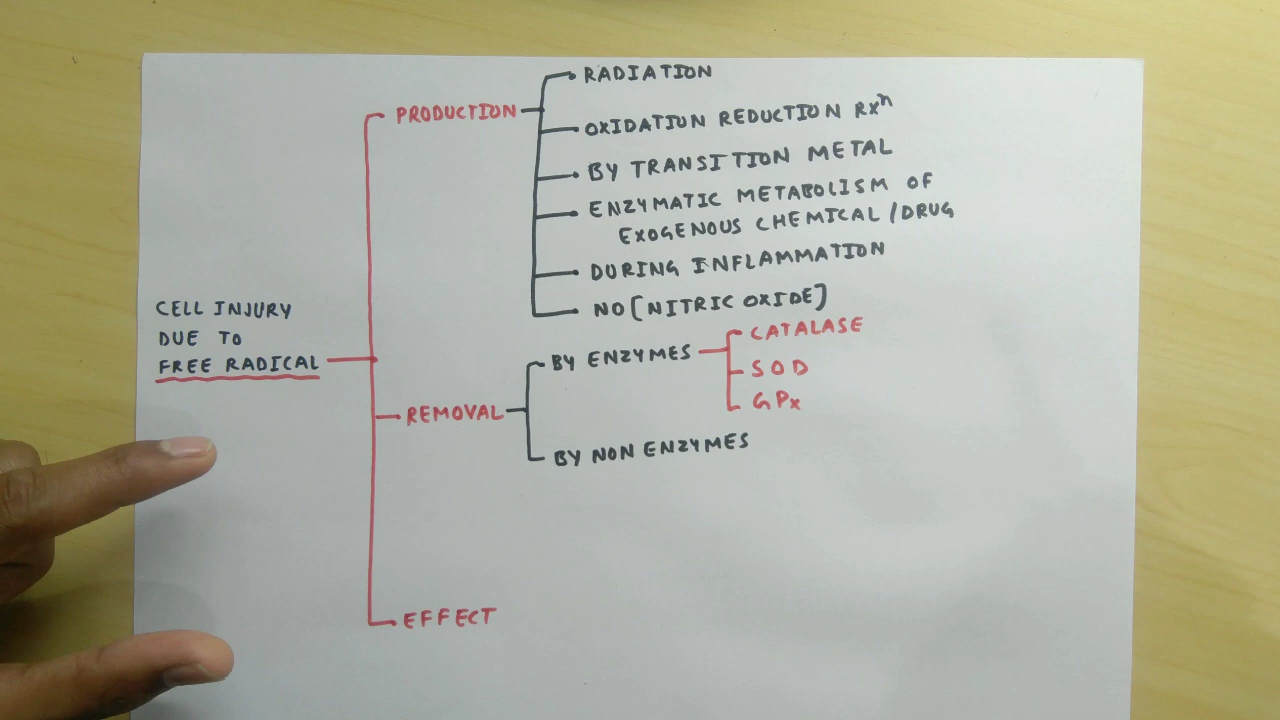 RADIATION
PRODUCTION
OXIDATION REDUCTION RXⁿ
BY TRANSITION METAL
ENZYMATIC METABOLISM OF
EXOGENOUS CHEMICAL/DRUG
DURING INFLAMMATION
NO [NITRIC OXIDE]
CELL INJURY
DUE TO
FREE RADICAL
BY ENZYMES
CATALASE
SOD
GPx
REMOVAL
BY NON ENZYMES
EFFECT